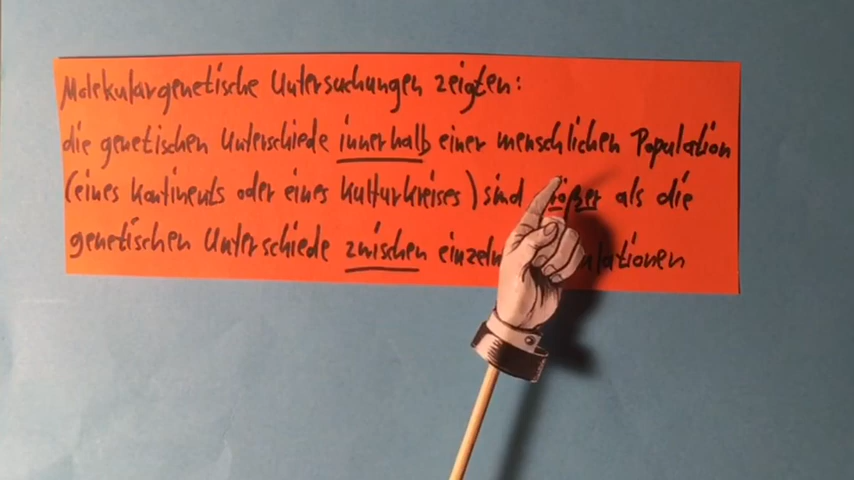 Molekulargenetische Untersuchungen zeigten:
die genetischen Unterschiede innerhalb einer menschlichen Population
(eines Kontinents oder eines Kulturkreises) sind größer als die
genetischen Unterschiede zwischen